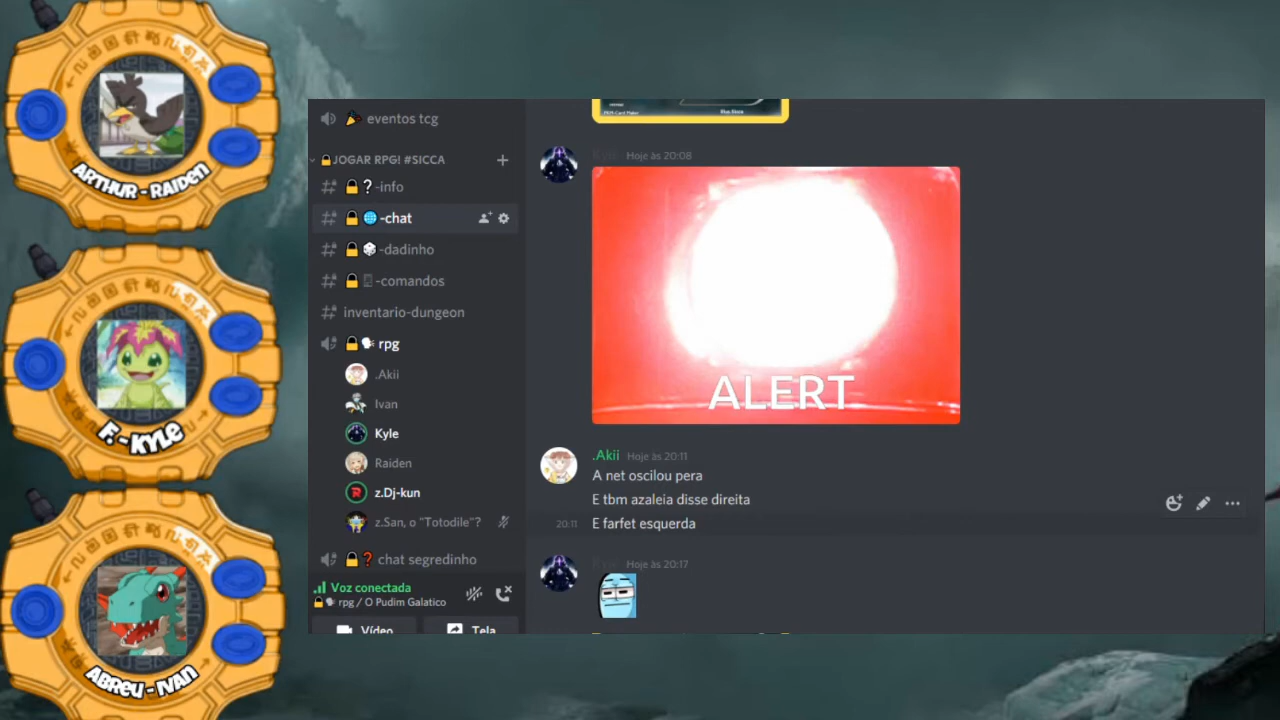 ARTHUR - RAIDEN
F. - KYLE
ABREU - IVAN
eventos tcg
JOGAR RPG! #SICCA
-info
-chat
-dadinho
-comandos
inventario-dungeon
rpg
.Akii
Ivan
Kyle
Raiden
z.Dj-kun
z.San, o "Totodile"?
chat segredinho
Voz conectada
rpg / O Pudim Galatico
Vídeo
Tela
Kyle Hoje às 20:08
ALERT
.Akii Hoje às 20:11
A net oscilou pera
E tbm azaleia disse direita
20:11 E farfet esquerda
Kyle Hoje às 20:17